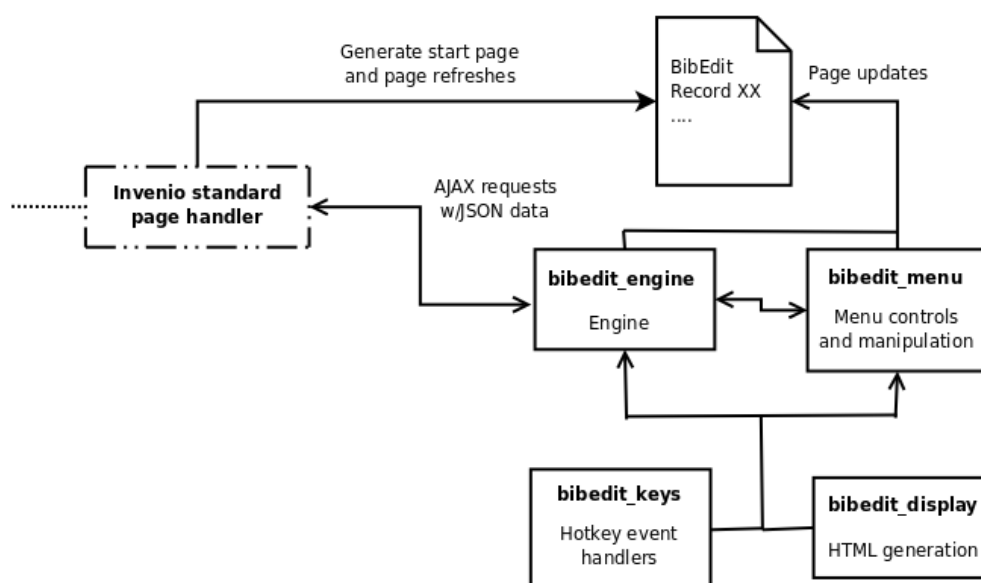 Generate start page
and page refreshes
BibEdit
Record XX
....
Page updates
Invenio standard
page handler
AJAX requests
w/JSON data
bibedit_engine
Engine
bibedit_menu
Menu controls
and manipulation
bibedit_keys
Hotkey event
handlers
bibedit_display
HTML generation